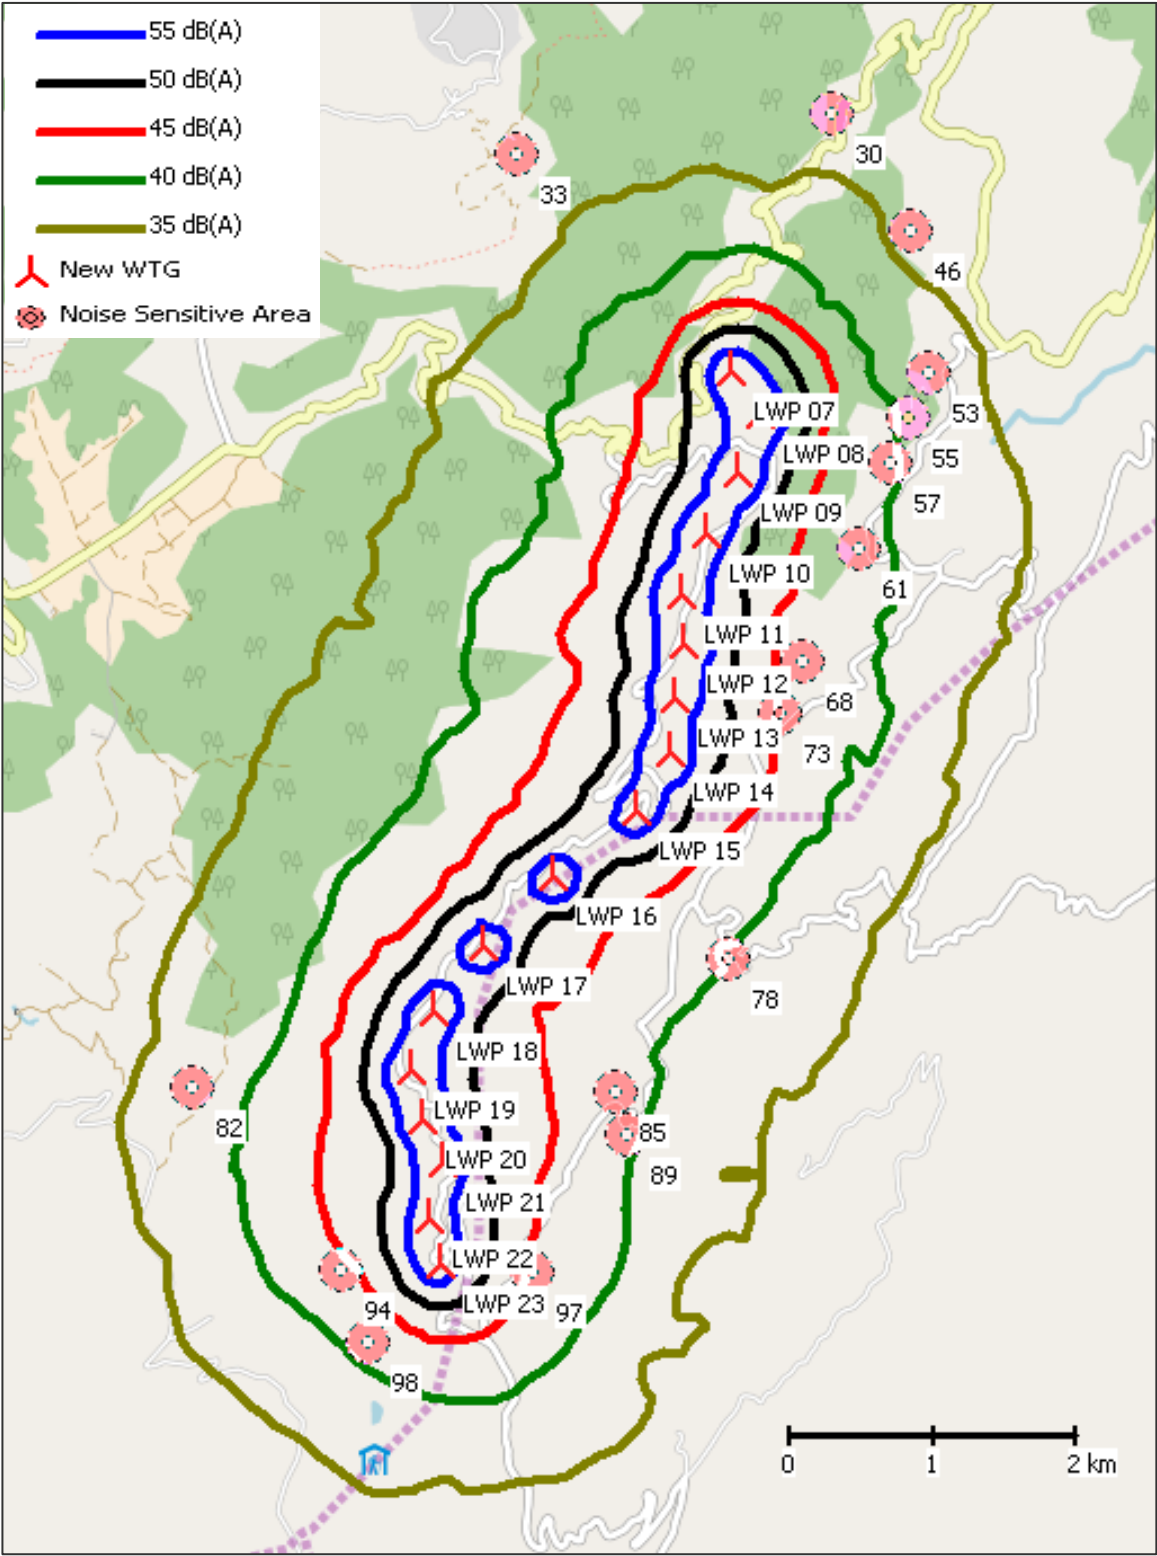 55 dB(A)
50 dB(A)
45 dB(A)
40 dB(A)
35 dB(A)
New WTG
Noise Sensitive Area
30
33
46
53
LWP 07
LWP 08
55
57
LWP 09
LWP 10
61
LWP 11
LWP 12
68
LWP 13
73
LWP 14
LWP 15
LWP 16
LWP 17
78
LWP 18
LWP 19
82
85
LWP 20
89
LWP 21
LWP 22
LWP 23
94
97
98
0 1 2 km